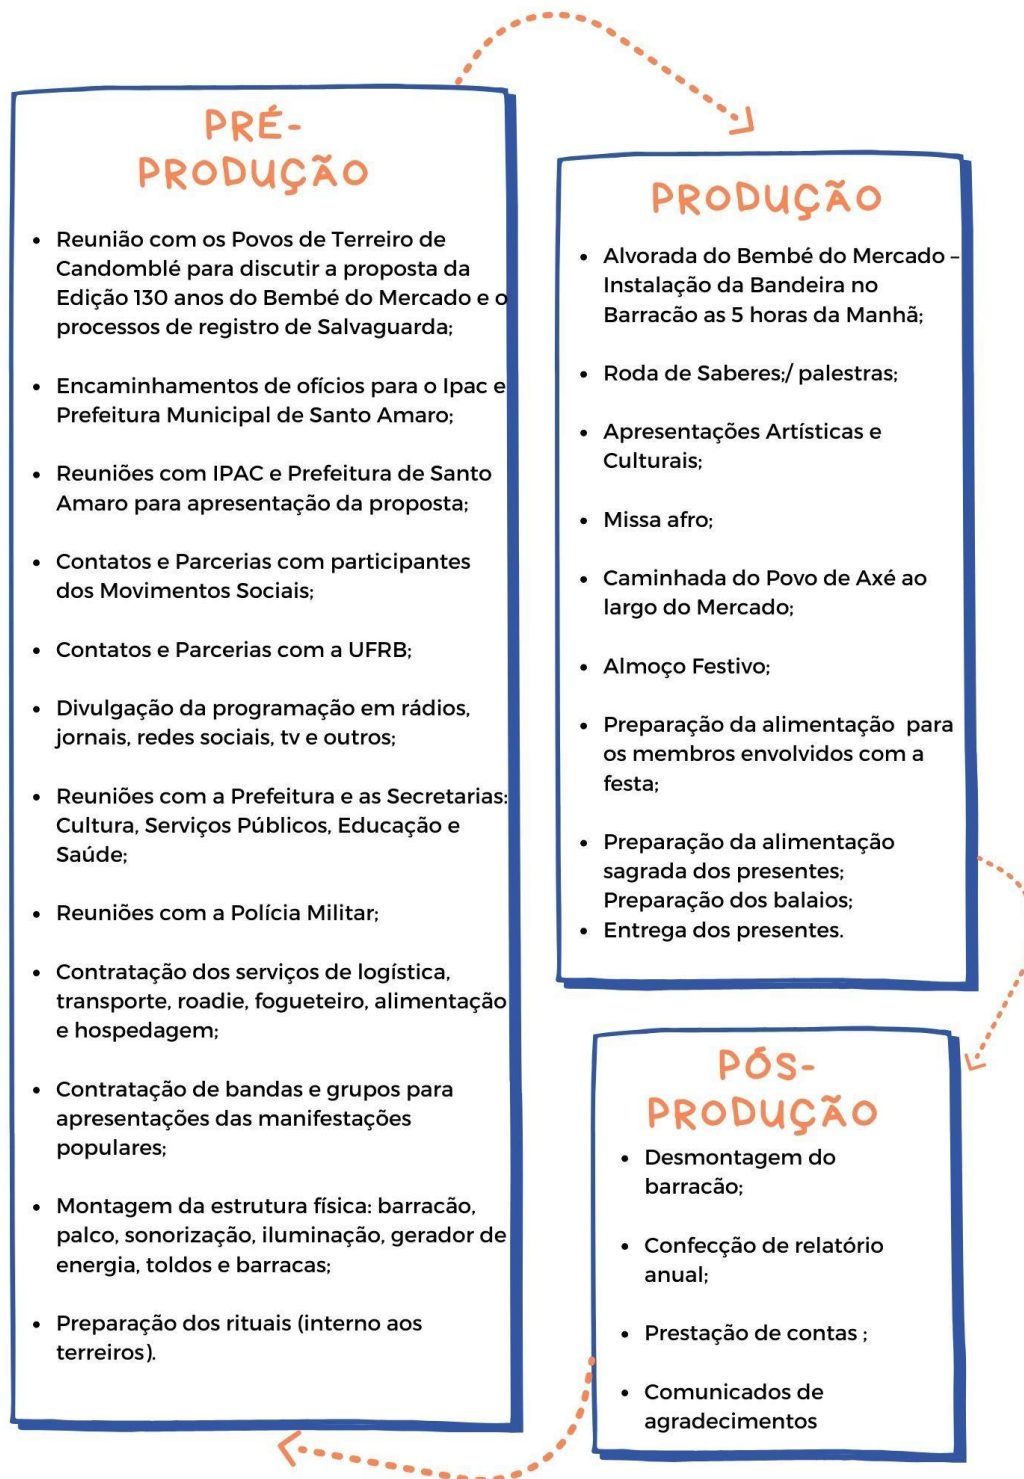 PRÉ-
PRODUÇÃO
• Reunião com os Povos de Terreiro de
Candomblé para discutir a proposta da
Edição 130 anos do Bembé do Mercado e o
processos de registro de Salvaguarda;
• Encaminhamentos de ofícios para o Ipac e
Prefeitura Municipal de Santo Amaro;
• Reuniões com IPAC e Prefeitura de Santo
Amaro para apresentação da proposta;
• Contatos e Parcerias com participantes
dos Movimentos Sociais;
• Contatos e Parcerias com a UFRB;
• Divulgação da programação em rádios,
jornais, redes sociais, tv e outros;
• Reuniões com a Prefeitura e as Secretarias:
Cultura, Serviços Públicos, Educação e
Saúde;
• Reuniões com a Polícia Militar;
• Contratação dos serviços de logística,
transporte, roadie, fogueteiro, alimentação
e hospedagem;
• Contratação de bandas e grupos para
apresentações das manifestações
populares;
• Montagem da estrutura física: barracão,
palco, sonorização, iluminação, gerador de
energia, toldos e barracas;
• Preparação dos rituais (interno aos
terreiros).
PRODUÇÃO
• Alvorada do Bembé do Mercado –
Instalação da Bandeira no
Barracão as 5 horas da Manhã;
• Roda de Saberes;/ palestras;
• Apresentações Artísticas e
Culturais;
• Missa afro;
• Caminhada do Povo de Axé ao
largo do Mercado;
• Almoço Festivo;
• Preparação da alimentação  para
os membros envolvidos com a
festa;
• Preparação da alimentação
sagrada dos presentes;
Preparação dos balaios;
• Entrega dos presentes.
PÓS-
PRODUÇÃO
• Desmontagem do
barracão;
• Confecção de relatório
anual;
• Prestação de contas ;
• Comunicados de
agradecimentos